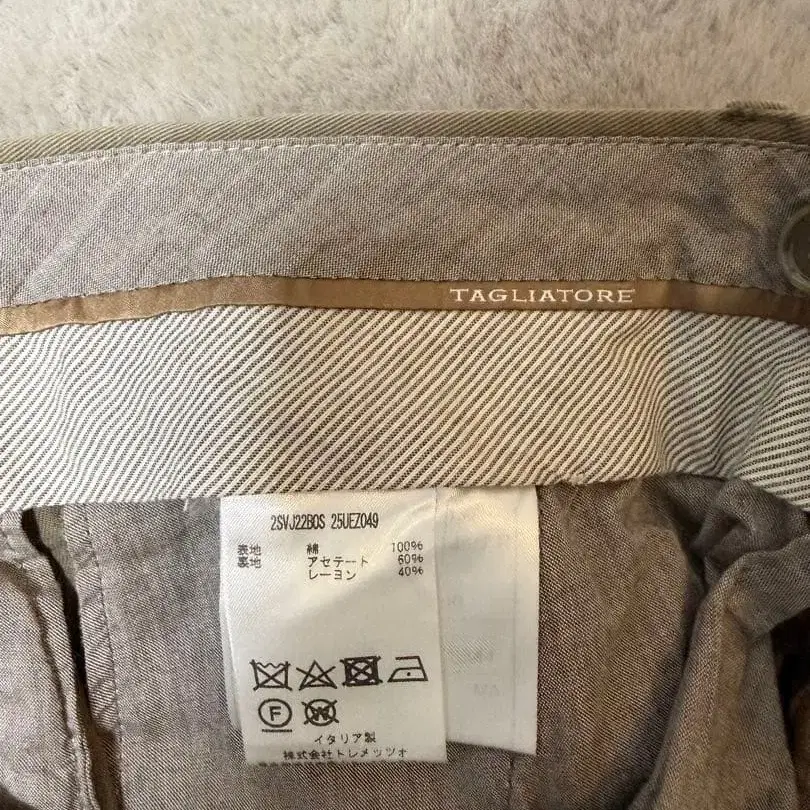 TAGLIATORE
2SVJ22B0S 25UEZ049
表地 綿 100%
裏地 アセテート 60%
レーヨン 40%
F
W
イタリア製
株式会社トレメッツォ